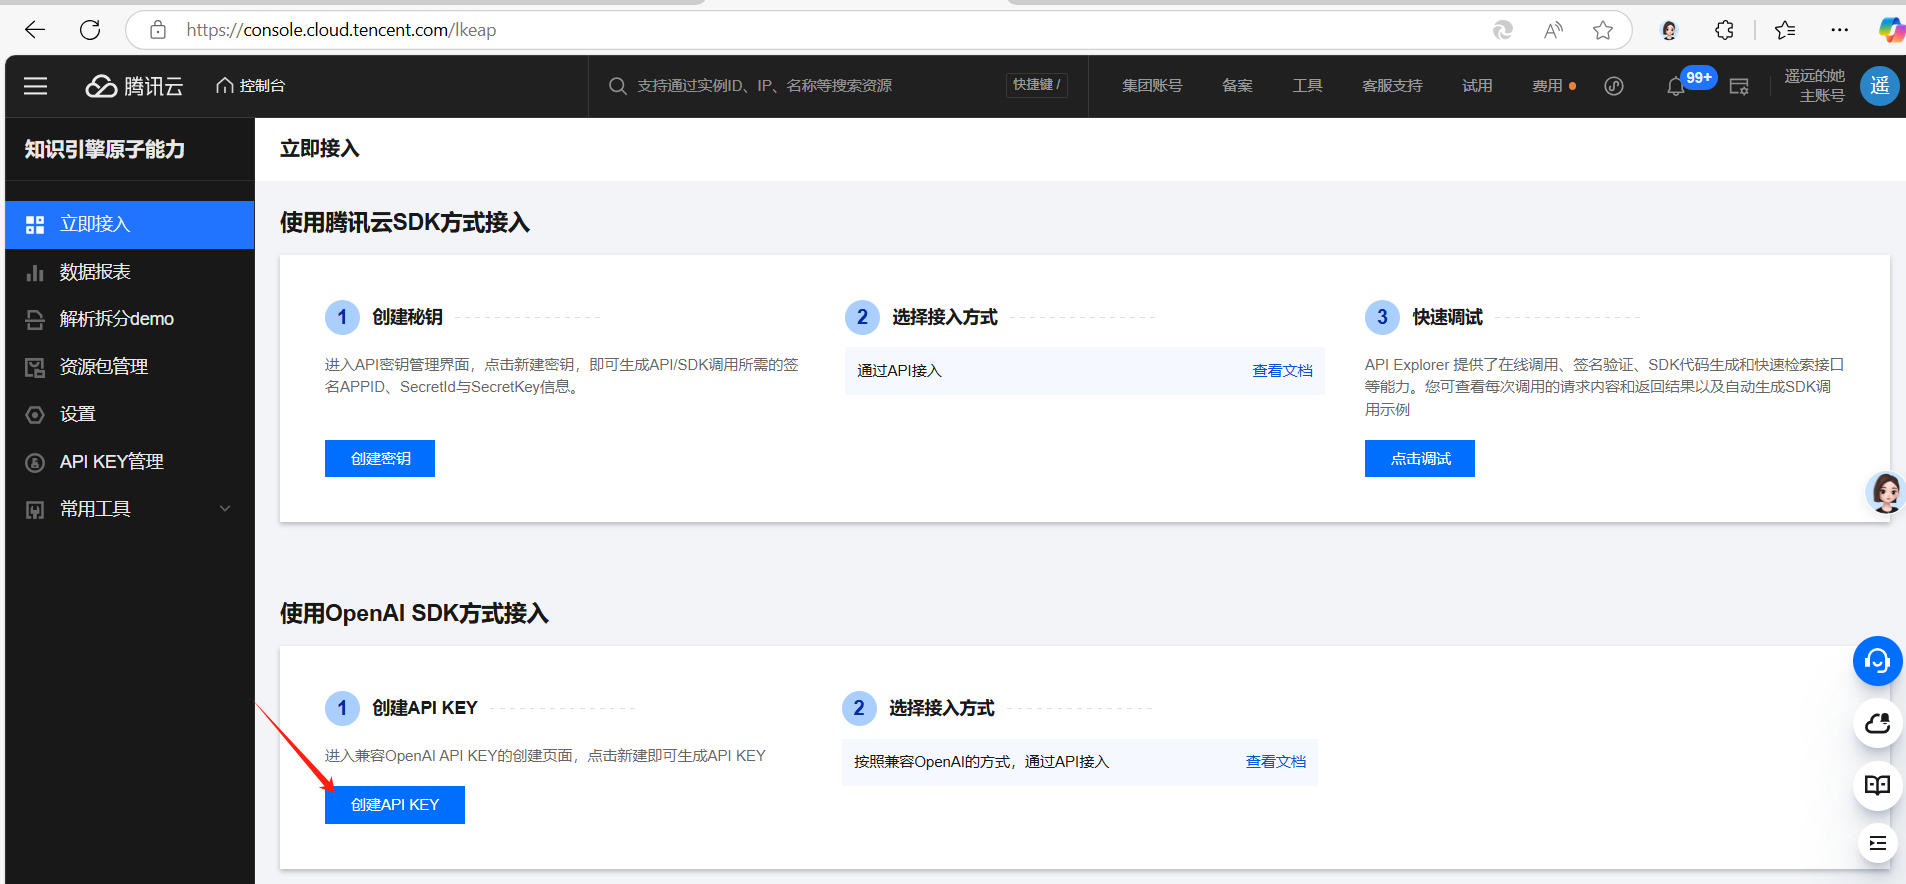 https://console.cloud.tencent.com/lkeap
腾讯云
控制台
支持通过实例ID、IP、名称等搜索资源
快捷键 /
集团账号
备案
工具
客服支持
试用
费用
99+
遥远的她
主账号
遥
知识引擎原子能力
立即接入
数据报表
解析拆分demo
资源包管理
设置
API KEY管理
常用工具
立即接入
使用腾讯云SDK方式接入
1 创建秘钥
进入API密钥管理界面，点击新建密钥，即可生成API/SDK调用所需的签
名APPID、SecretId与SecretKey信息。
创建密钥
2 选择接入方式
通过API接入 查看文档
3 快速调试
API Explorer 提供了在线调用、签名验证、SDK代码生成和快速检索接口
等能力。您可查看每次调用的请求内容和返回结果以及自动生成SDK调
用示例
点击调试
使用OpenAI SDK方式接入
1 创建API KEY
进入兼容OpenAI API KEY的创建页面，点击新建即可生成API KEY
创建API KEY
2 选择接入方式
按照兼容OpenAI的方式，通过API接入 查看文档